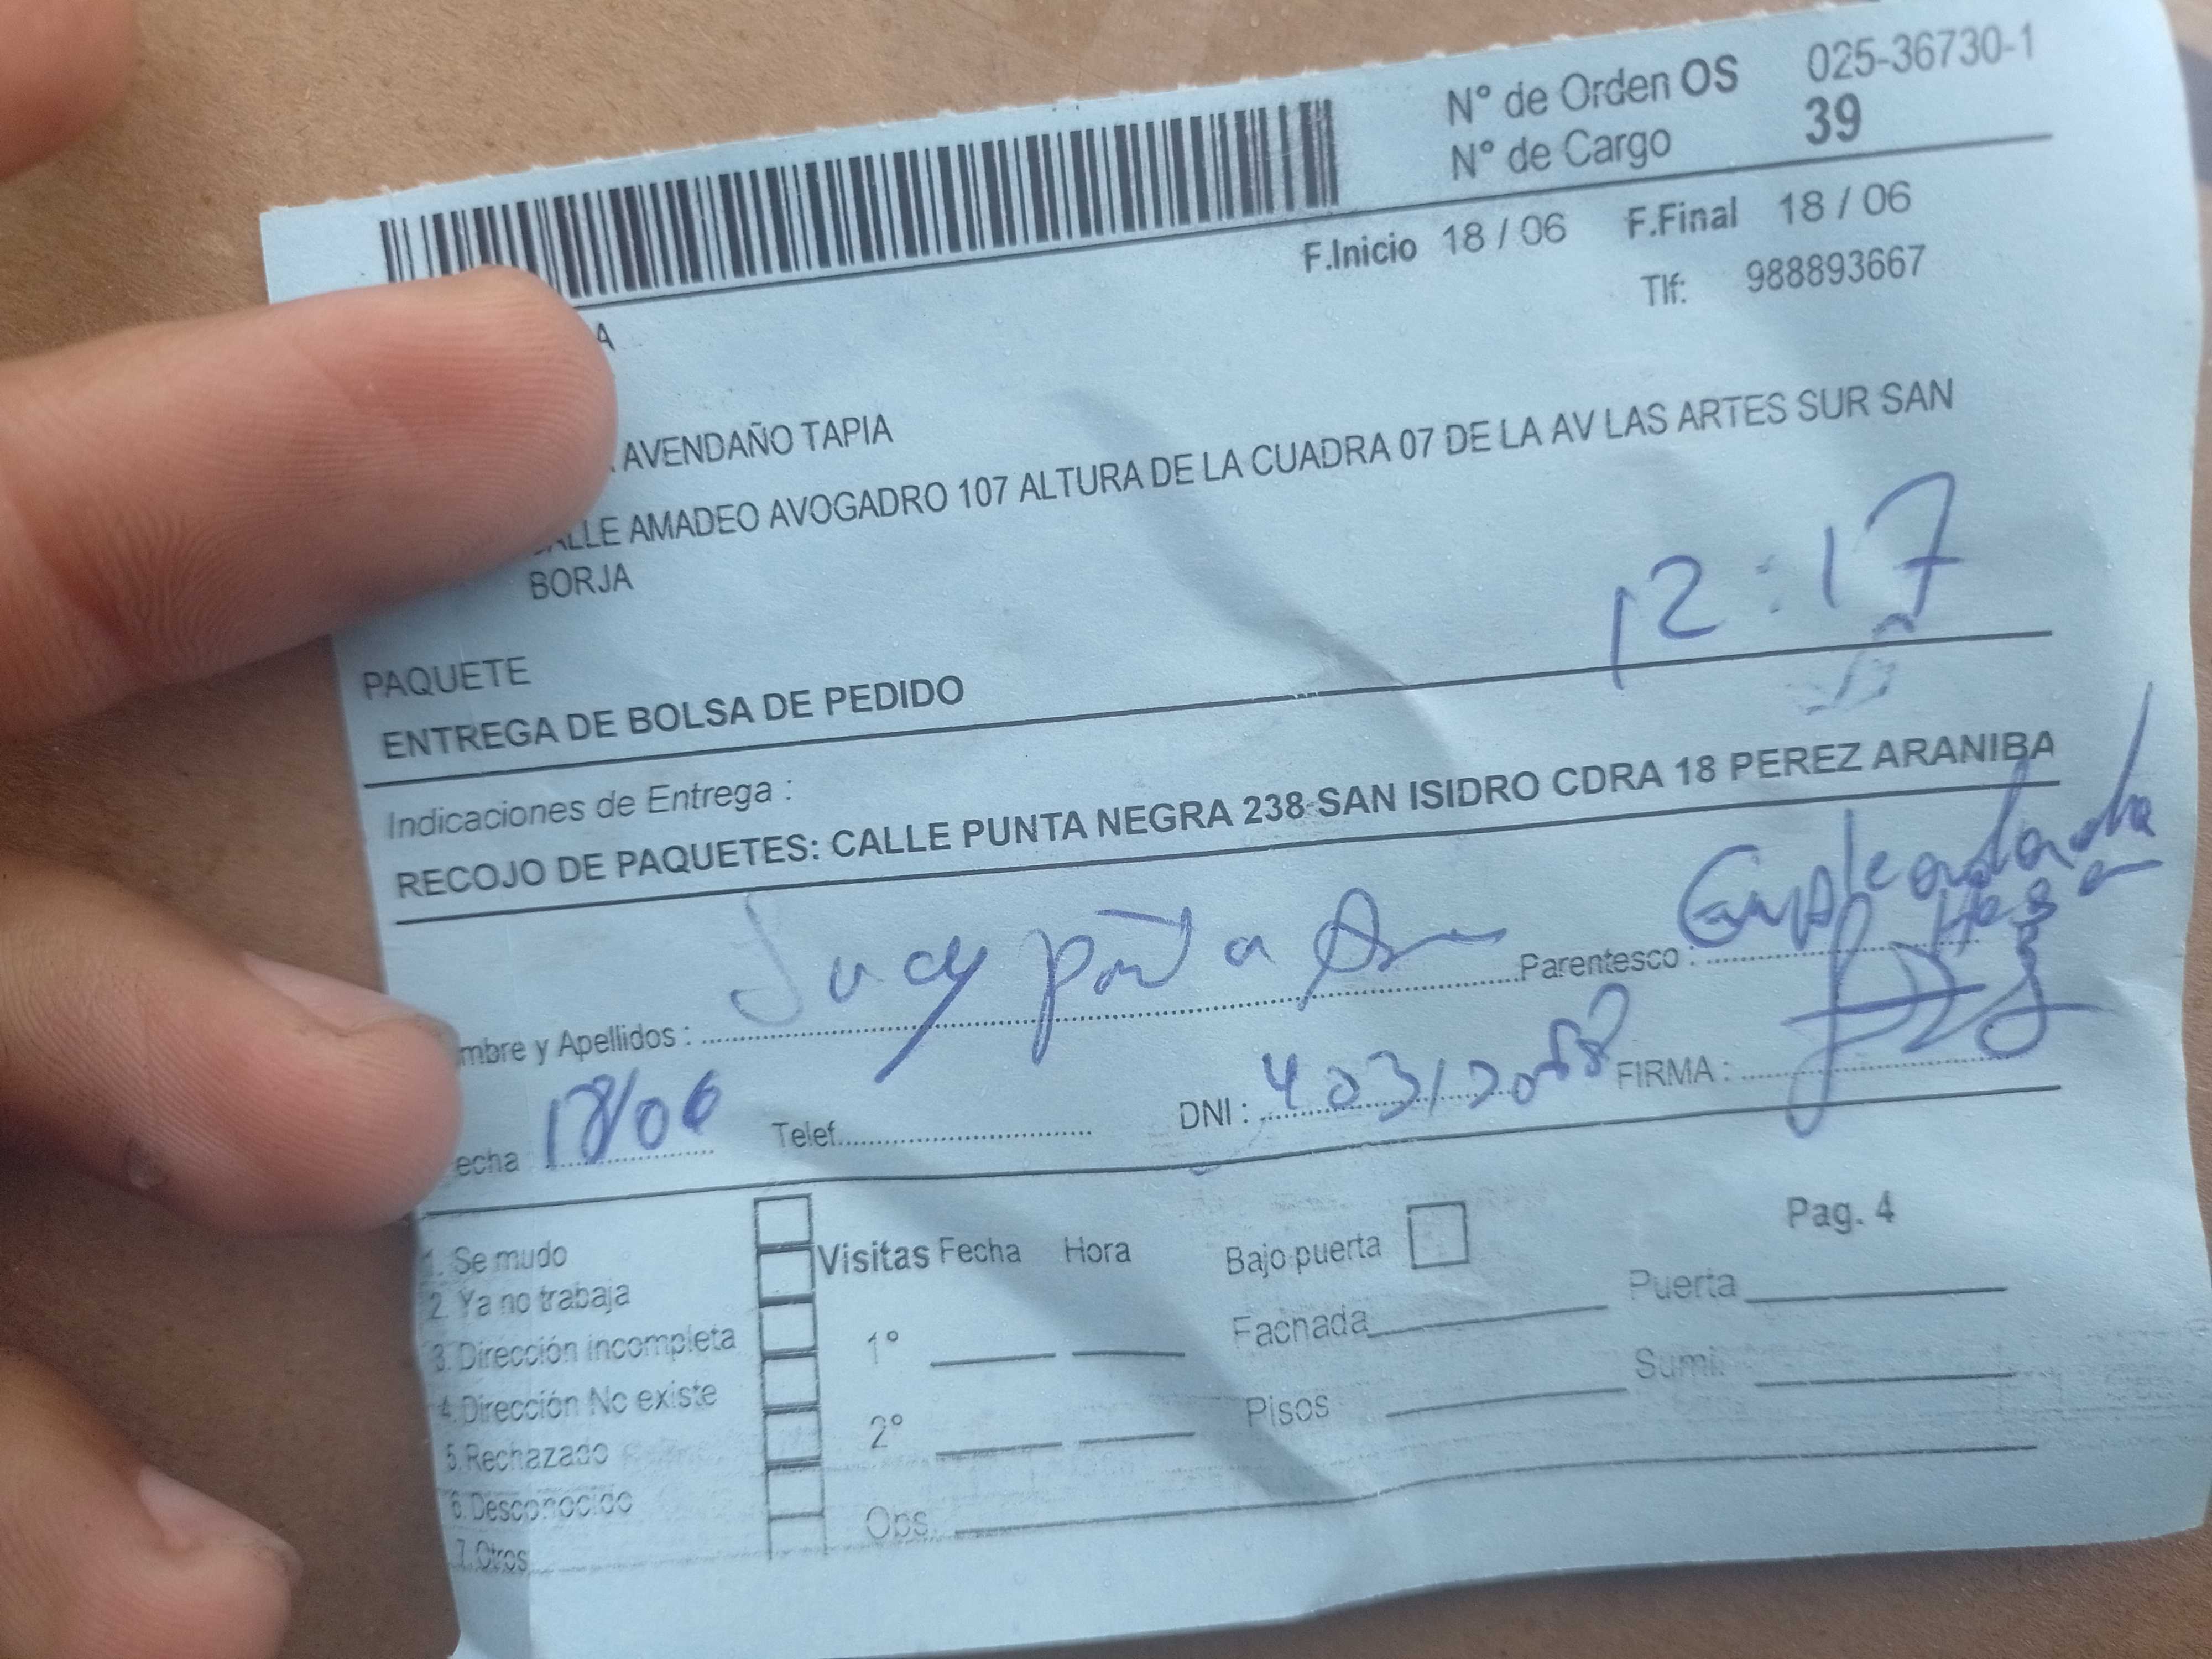 Nº de Orden OS 025-36730-1
Nº de Cargo 39
F.Inicio 18 / 06 F.Final 18 / 06
Tlf: 988893667
A
AVENDAÑO TAPIA
ALLE AMADEO AVOGADRO 107 ALTURA DE LA CUADRA 07 DE LA AV LAS ARTES SUR SAN
BORJA
12:17
PAQUETE
ENTREGA DE BOLSA DE PEDIDO
Indicaciones de Entrega :
RECOJO DE PAQUETES: CALLE PUNTA NEGRA 238-SAN ISIDRO CDRA 18 PEREZ ARANIBA
mbre y Apellidos : Parentesco : Empleada
echa 18/06 Telef. DNI : FIRMA :
1. Se mudo
2. Ya no trabaja
3. Dirección incompleta
4. Dirección No existe
5. Rechazado
6. Desconocido
7. Otros
Visitas Fecha Hora
1º
2º
Obs.
Bajo puerta
Pag. 4
Fachada Puerta
Pisos Sumi.